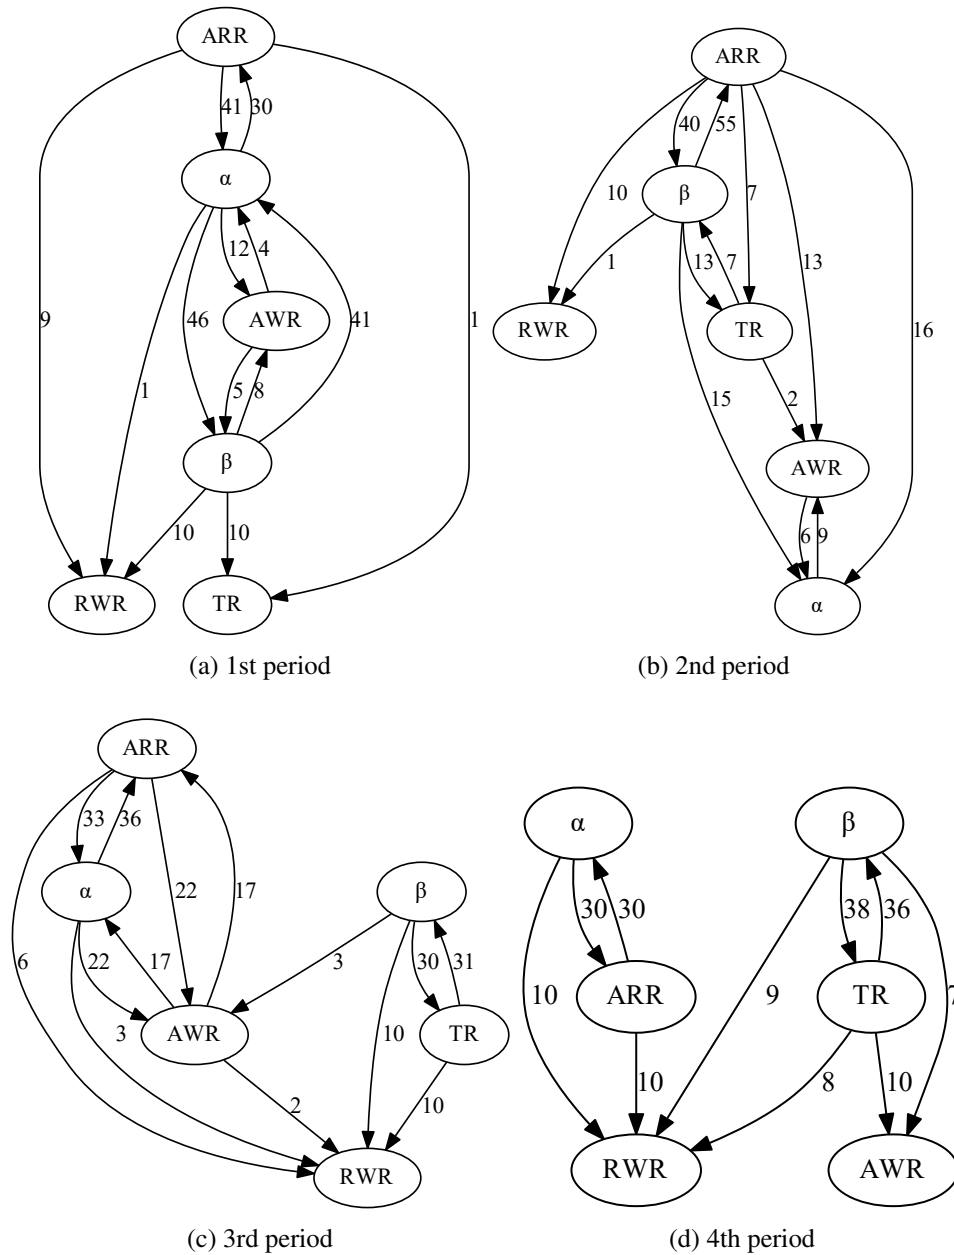 ARR
41
30
α
12
4
9
46
AWR
41
1
1
5
8
β
10
10
RWR
TR
(a) 1st period
ARR
40
55
10
β
7
13
1
13
7
RWR
TR
16
15
2
AWR
6
9
α
(b) 2nd period
ARR
33
36
α
22
17
β
6
22
17
3
30
31
3
AWR
10
TR
2
10
RWR
(c) 3rd period
α
β
30
30
38
36
10
ARR
9
TR
7
10
8
10
RWR
AWR
(d) 4th period